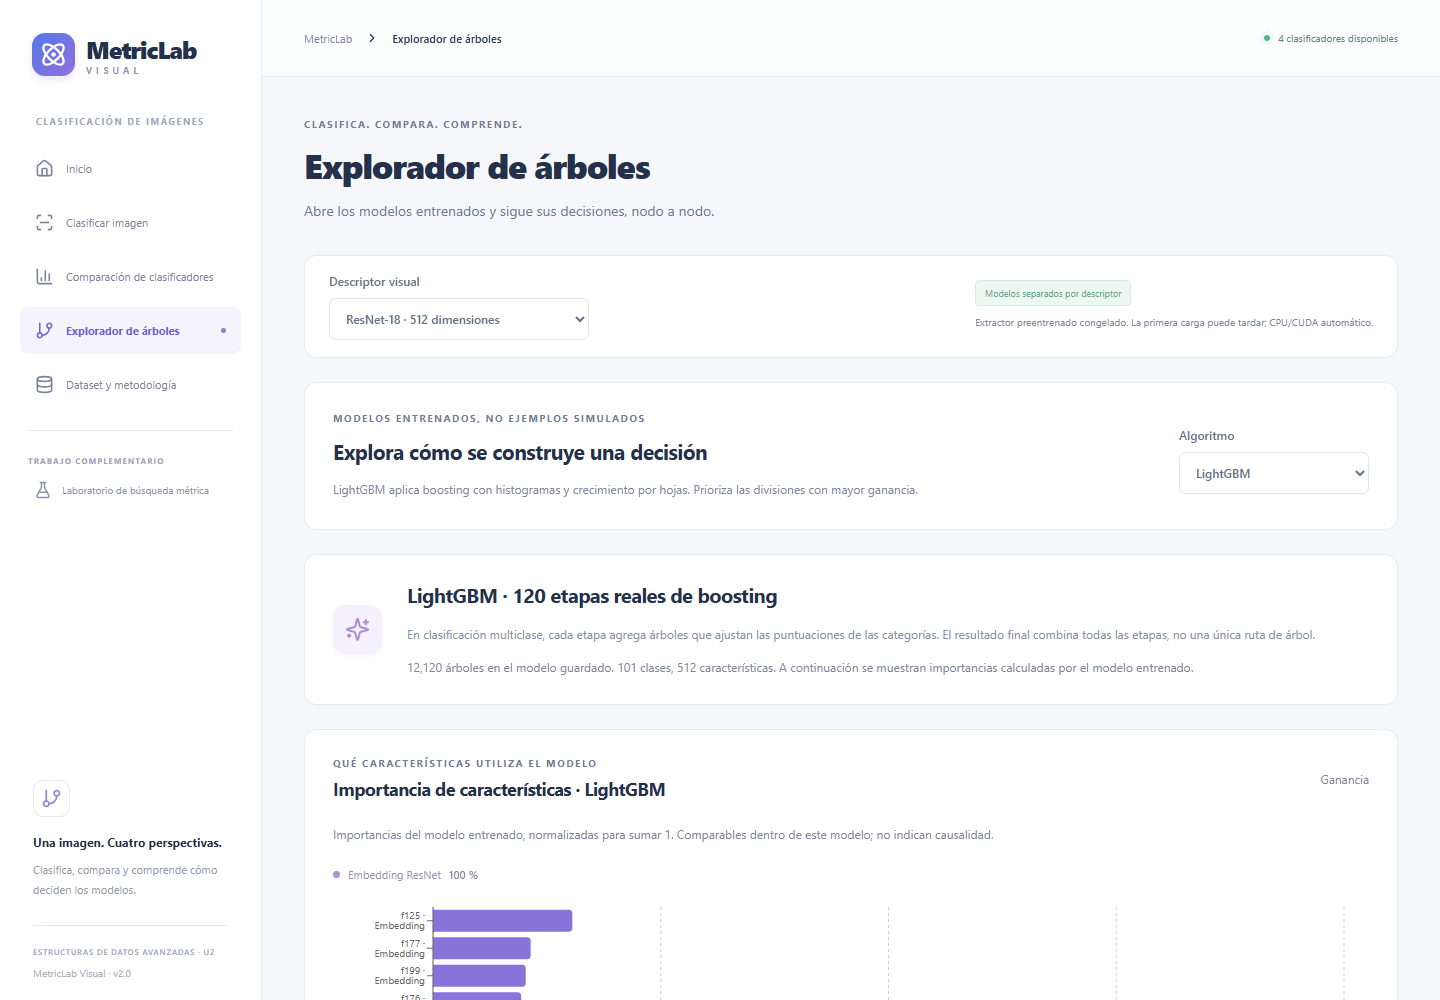 MetricLab
VISUAL
CLASIFICACIÓN DE IMÁGENES
Inicio
Clasificar imagen
Comparación de clasificadores
Explorador de árboles
Dataset y metodología
TRABAJO COMPLEMENTARIO
Laboratorio de búsqueda métrica
Una imagen. Cuatro perspectivas.
Clasifica, compara y comprende cómo
deciden los modelos.
ESTRUCTURAS DE DATOS AVANZADAS · U2
MetricLab Visual · v2.0
MetricLab > Explorador de árboles
4 clasificadores disponibles
CLASIFICA. COMPARA. COMPRENDE.
Explorador de árboles
Abre los modelos entrenados y sigue sus decisiones, nodo a nodo.
Descriptor visual
ResNet-18 · 512 dimensiones
Modelos separados por descriptor
Extractor preentrenado congelado. La primera carga puede tardar; CPU/CUDA automático.
MODELOS ENTRENADOS, NO EJEMPLOS SIMULADOS
Explora cómo se construye una decisión
LightGBM aplica boosting con histogramas y crecimiento por hojas. Prioriza las divisiones con mayor ganancia.
Algoritmo
LightGBM
LightGBM · 120 etapas reales de boosting
En clasificación multiclase, cada etapa agrega árboles que ajustan las puntuaciones de las categorías. El resultado final combina todas las etapas, no una única ruta de árbol.
12,120 árboles en el modelo guardado. 101 clases, 512 características. A continuación se muestran importancias calculadas por el modelo entrenado.
QUÉ CARACTERÍSTICAS UTILIZA EL MODELO
Importancia de características · LightGBM
Ganancia
Importancias del modelo entrenado, normalizadas para sumar 1. Comparables dentro de este modelo; no indican causalidad.
Embedding ResNet 100 %
f125 ·
Embedding
f177 ·
Embedding
f199 ·
Embedding
f176 ·